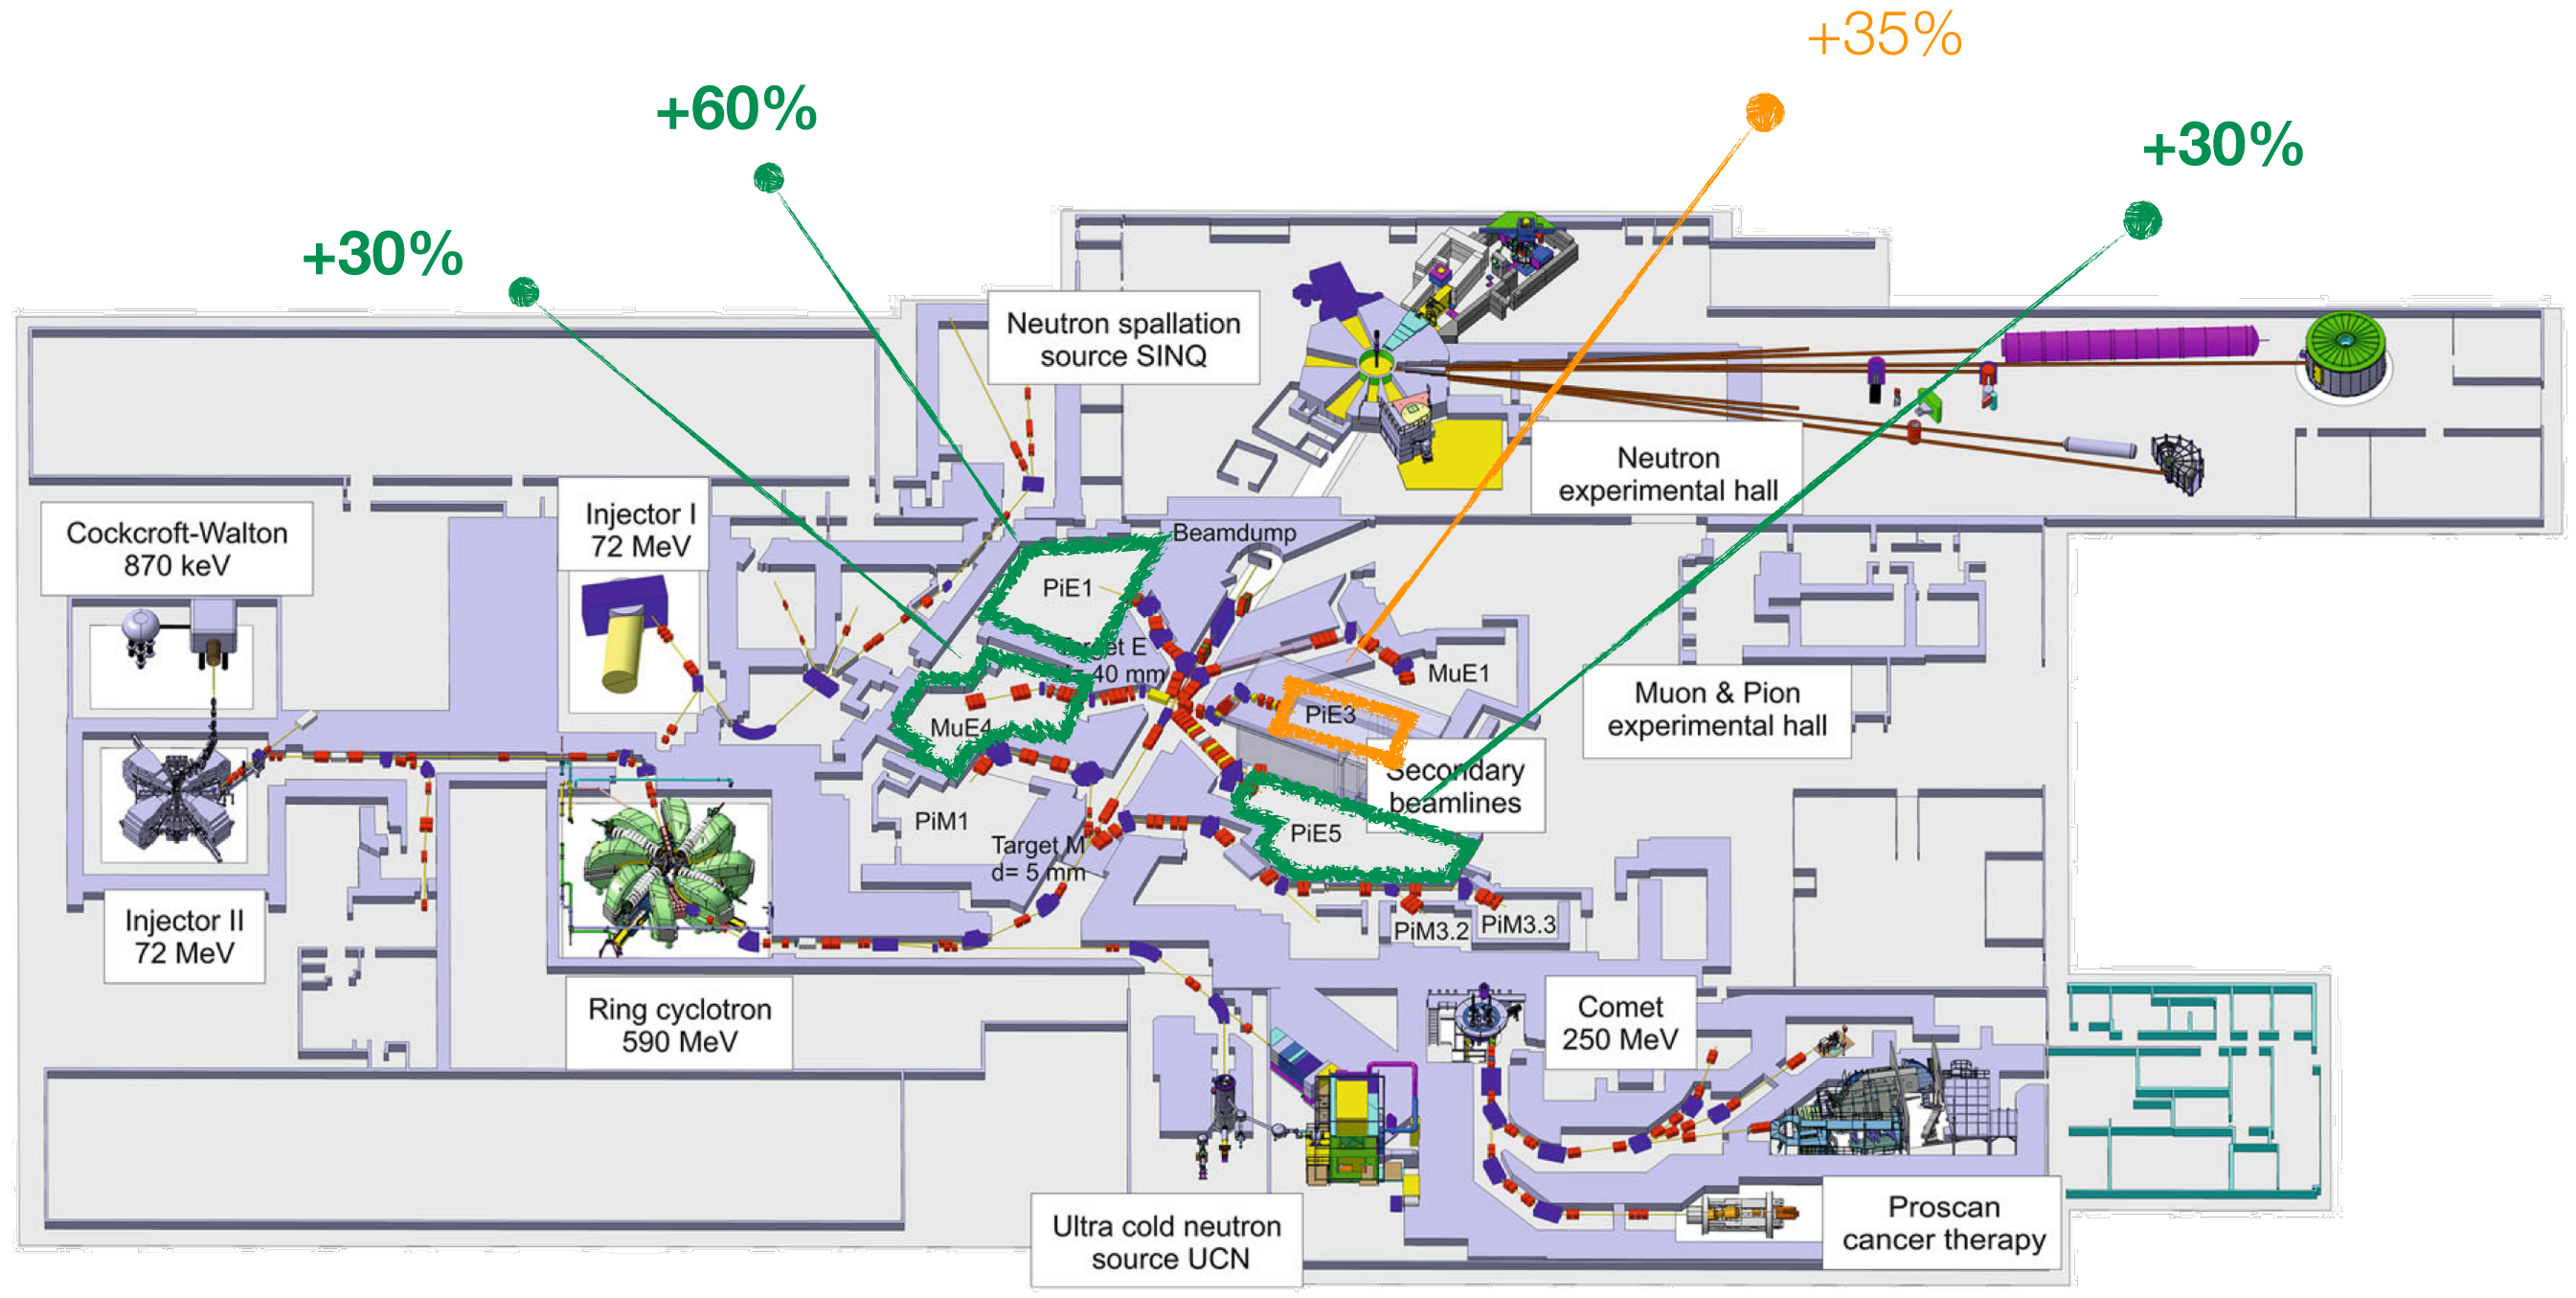 +35%
+60%
+30%
+30%
Neutron spallation
source SINQ
Neutron
experimental hall
Cockcroft-Walton
870 keV
Injector I
72 MeV
Beamdump
PiE1
et E
40 mm
MuE1
MuE4
PiE3
Muon & Pion
experimental hall
Secondary
beamlines
PiM1
PiE5
Target M
d= 5 mm
PiM3.2
PiM3.3
Injector II
72 MeV
Ring cyclotron
590 MeV
Comet
250 MeV
Ultra cold neutron
source UCN
Proscan
cancer therapy